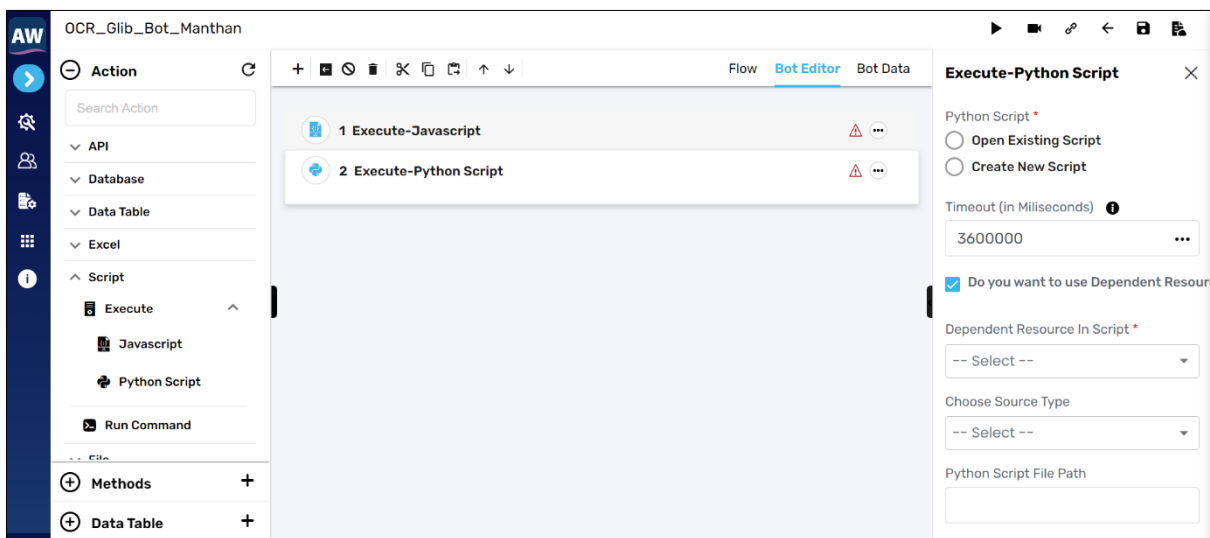 AW
OCR_Glib_Bot_Manthan
Action
Search Action
API
Database
Data Table
Excel
Script
Execute
Javascript
Python Script
Run Command
File
Methods
Data Table
Flow Bot Editor Bot Data
1 Execute-Javascript
2 Execute-Python Script
Execute-Python Script
Python Script *
Open Existing Script
Create New Script
Timeout (in Miliseconds)
3600000
Do you want to use Dependent Resour
Dependent Resource In Script *
-- Select --
Choose Source Type
-- Select --
Python Script File Path